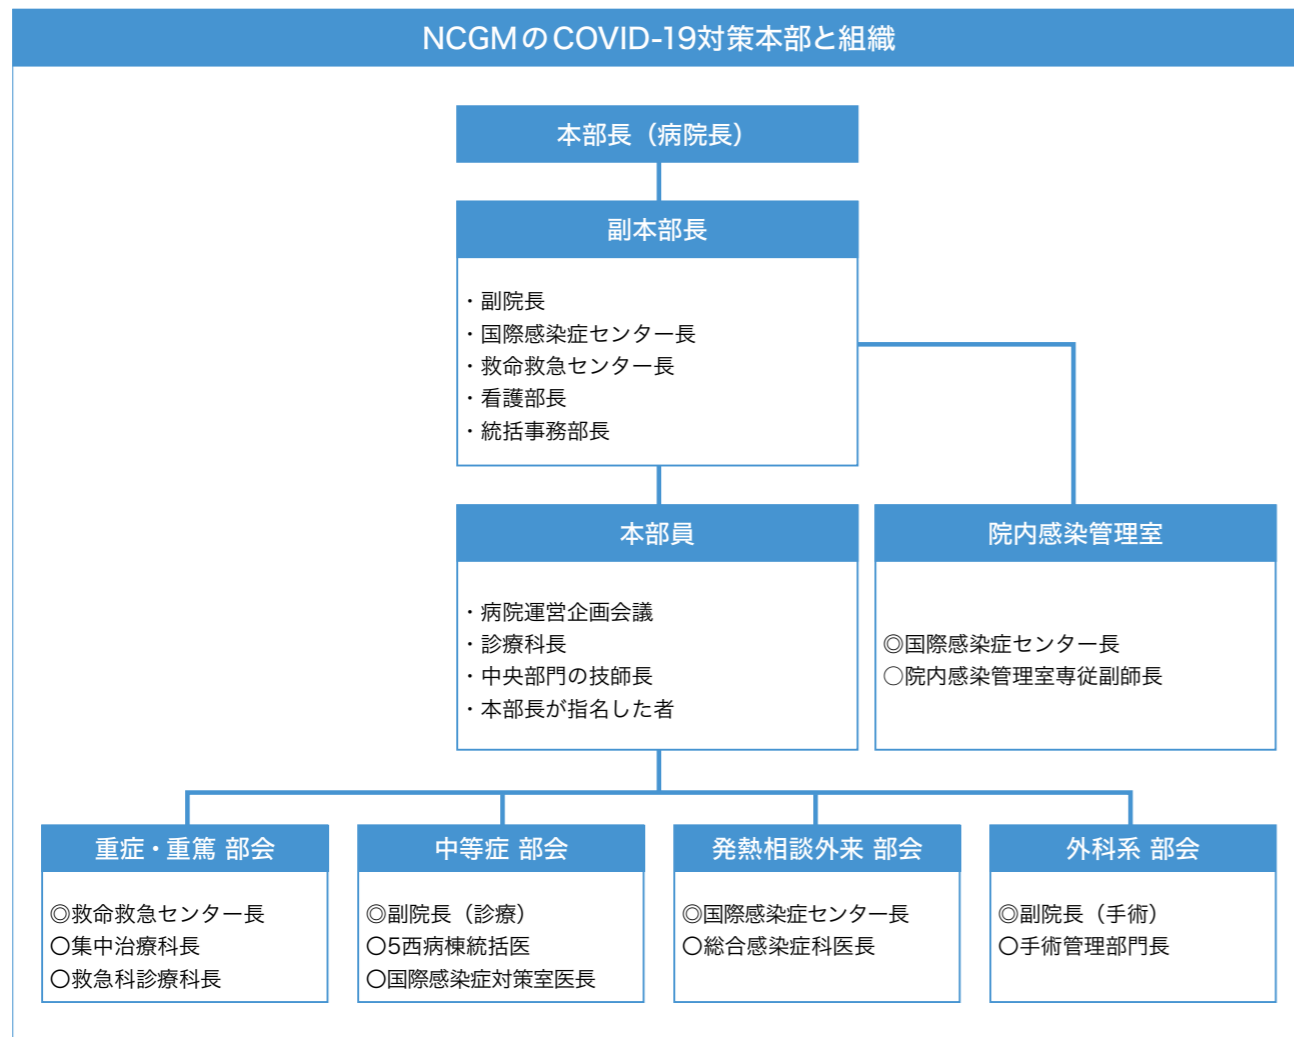 NCGMのCOVID-19対策本部と組織
本部長（病院長）
副本部長
・副院長
・国際感染症センター長
・救命救急センター長
・看護部長
・統括事務部長
本部員
・病院運営企画会議
・診療科長
・中央部門の技師長
・本部長が指名した者
院内感染管理室
◎国際感染症センター長
○院内感染管理室専従副師長
重症・重篤 部会
◎救命救急センター長
○集中治療科長
○救急科診療科長
中等症 部会
◎副院長（診療）
○5西病棟統括医
○国際感染症対策室医長
発熱相談外来 部会
◎国際感染症センター長
○総合感染症科医長
外科系 部会
◎副院長（手術）
○手術管理部門長